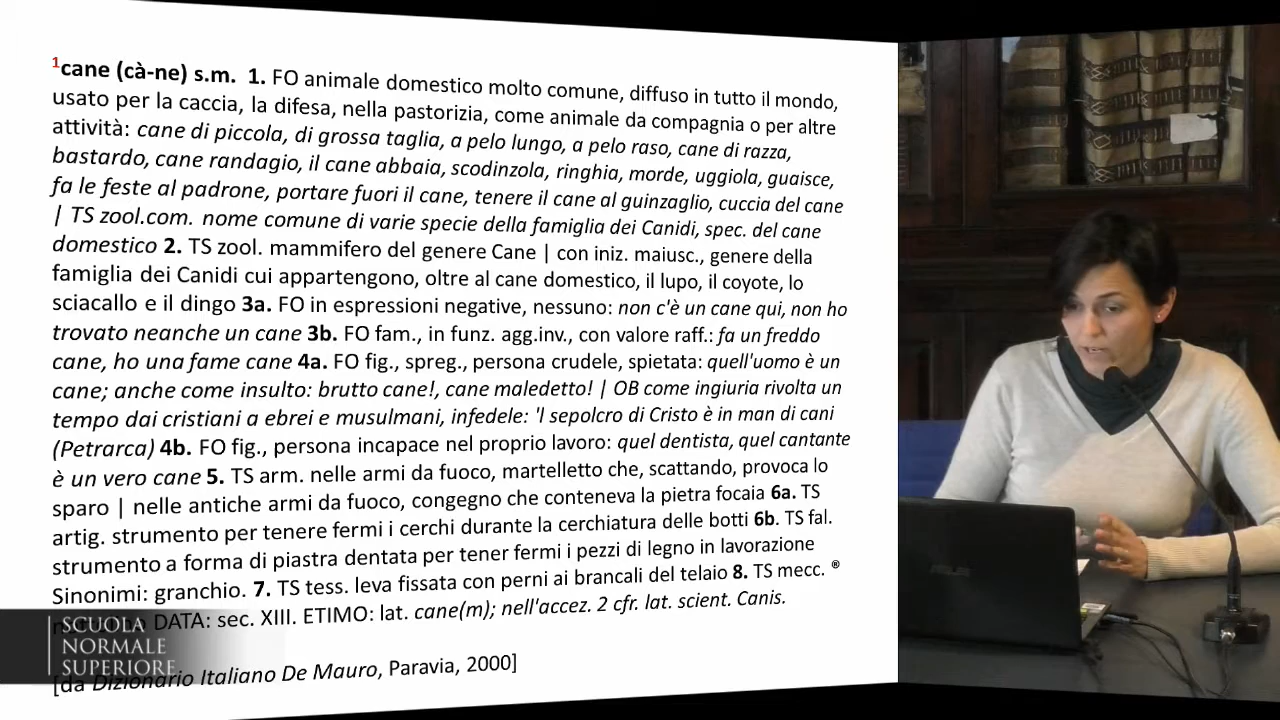 ¹cane (cà-ne) s.m. 1. FO animale domestico molto comune, diffuso in tutto il mondo,
usato per la caccia, la difesa, nella pastorizia, come animale da compagnia o per altre
attività: cane di piccola, di grossa taglia, a pelo lungo, a pelo raso, cane di razza,
bastardo, cane randagio, il cane abbaia, scodinzola, ringhia, morde, uggiola, guaisce,
fa le feste al padrone, portare fuori il cane, tenere il cane al guinzaglio, cuccia del cane
| TS zool.com. nome comune di varie specie della famiglia dei Canidi, spec. del cane
domestico 2. TS zool. mammifero del genere Cane | con iniz. maiusc., genere della
famiglia dei Canidi cui appartengono, oltre al cane domestico, il lupo, il coyote, lo
sciacallo e il dingo 3a. FO in espressioni negative, nessuno: non c'è un cane qui, non ho
trovato neanche un cane 3b. FO fam., in funz. agg.inv., con valore raff.: fa un freddo
cane, ho una fame cane 4a. FO fig., spreg., persona crudele, spietata: quell'uomo è un
cane; anche come insulto: brutto cane!, cane maledetto! | OB come ingiuria rivolta un
tempo dai cristiani a ebrei e musulmani, infedele: 'l sepolcro di Cristo è in man di cani
(Petrarca) 4b. FO fig., persona incapace nel proprio lavoro: quel dentista, quel cantante
è un vero cane 5. TS arm. nelle armi da fuoco, martelletto che, scattando, provoca lo
sparo | nelle antiche armi da fuoco, congegno che conteneva la pietra focaia 6a. TS
artig. strumento per tenere fermi i cerchi durante la cerchiatura delle botti 6b. TS fal.
strumento a forma di piastra dentata per tener fermi i pezzi di legno in lavorazione
Sinonimi: granchio. 7. TS tess. leva fissata con perni ai brancali del telaio 8. TS mecc. ®
DATA: sec. XIII. ETIMO: lat. cane(m); nell'accez. 2 cfr. lat. scient. Canis.
[da Dizionario Italiano De Mauro, Paravia, 2000]
SCUOLA
NORMALE
SUPERIORE